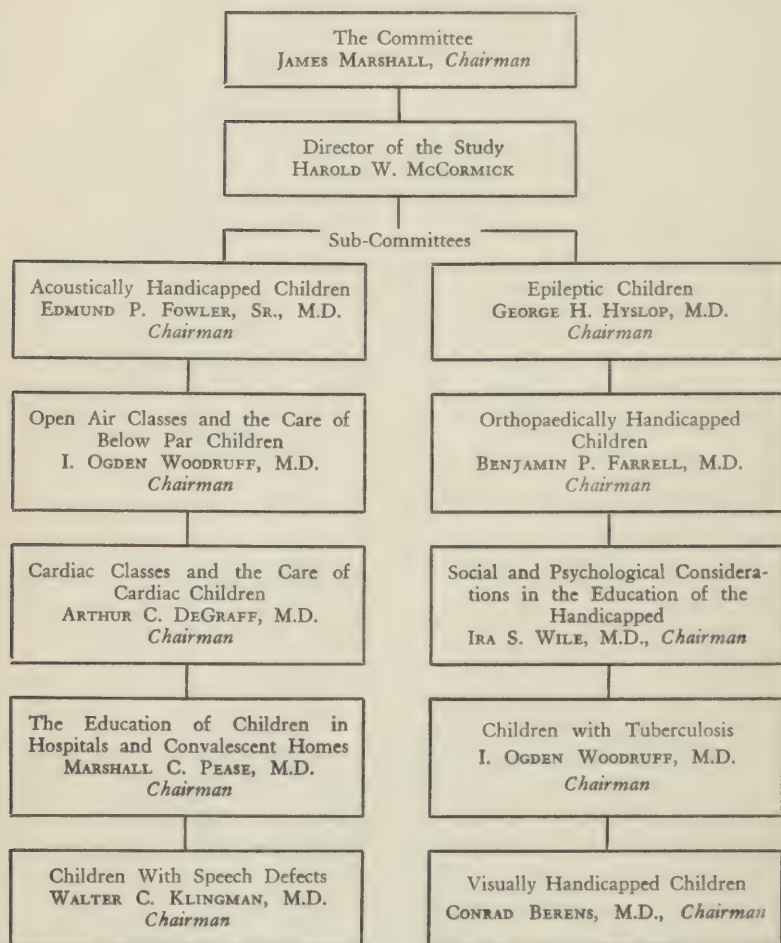 The Committee
JAMES MARSHALL, Chairman
Director of the Study
HAROLD W. MCCORMICK
Sub-Committees
Acoustically Handicapped Children
EDMUND P. FOWLER, SR., M.D.
Chairman
Open Air Classes and the Care of
Below Par Children
I. OGDEN WOODRUFF, M.D.
Chairman
Cardiac Classes and the Care of
Cardiac Children
ARTHUR C. DEGRAFF, M.D.
Chairman
The Education of Children in
Hospitals and Convalescent Homes
MARSHALL C. PEASE, M.D.
Chairman
Children With Speech Defects
WALTER C. KLINGMAN, M.D.
Chairman
Epileptic Children
GEORGE H. HYSLOP, M.D.
Chairman
Orthopaedically Handicapped
Children
BENJAMIN P. FARRELL, M.D.
Chairman
Social and Psychological Considera-
tions in the Education of the
Handicapped
IRA S. WILE, M.D., Chairman
Children with Tuberculosis
I. OGDEN WOODRUFF, M.D.
Chairman
Visually Handicapped Children
CONRAD BERENS, M.D., Chairman